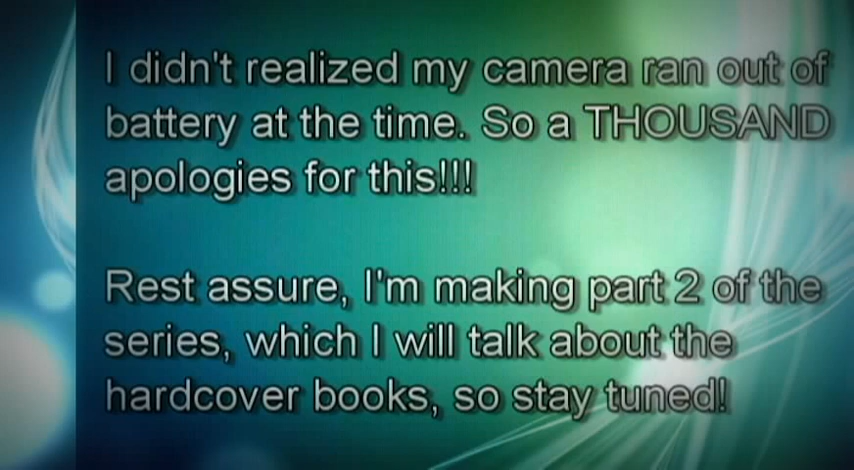 I didn't realized my camera ran out of
battery at the time. So a THOUSAND
apologies for this!!!
Rest assure, I'm making part 2 of the
series, which I will talk about the
hardcover books, so stay tuned!